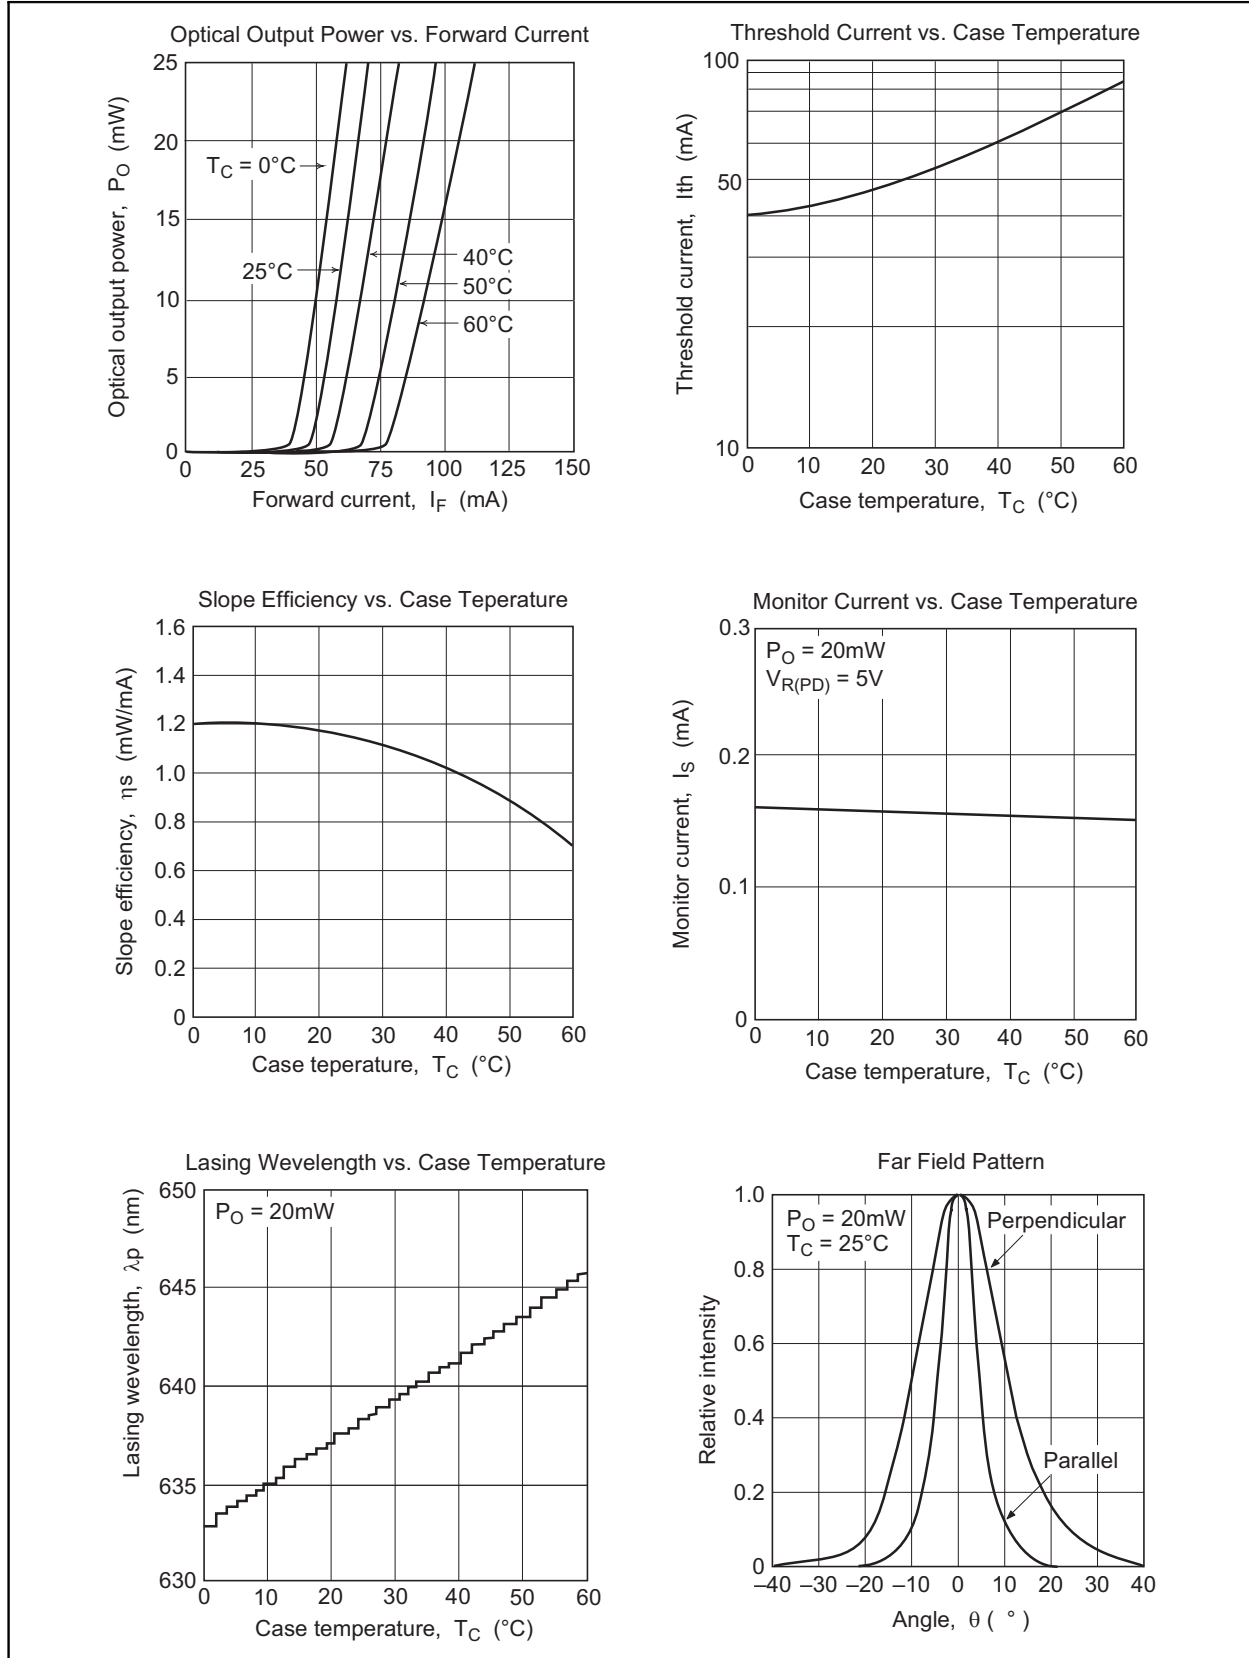 Optical Output Power vs. Forward Current
25
20
15
10
5
0
Optical output power, PO (mW)
TC = 0°C
25°C
40°C
50°C
60°C
0 25 50 75 100 125 150
Forward current, IF (mA)
Threshold Current vs. Case Temperature
100
50
10
Threshold current, Ith (mA)
0 10 20 30 40 50 60
Case temperature, TC (°C)
Slope Efficiency vs. Case Teperature
1.6
1.4
1.2
1.0
0.8
0.6
0.4
0.2
0
Slope efficiency, ηs (mW/mA)
0 10 20 30 40 50 60
Case teperature, TC (°C)
Monitor Current vs. Case Temperature
0.3
0.2
0.1
0
Monitor current, IS (mA)
PO = 20mW
VR(PD) = 5V
0 10 20 30 40 50 60
Case temperature, TC (°C)
Lasing Wevelength vs. Case Temperature
650
645
640
635
630
Lasing wevelength, λp (nm)
PO = 20mW
0 10 20 30 40 50 60
Case temperature, TC (°C)
Far Field Pattern
1.0
0.8
0.6
0.4
0.2
0
Relative intensity
PO = 20mW
TC = 25°C
Perpendicular
Parallel
–40 –30 –20 –10 0 10 20 30 40
Angle, θ ( ° )